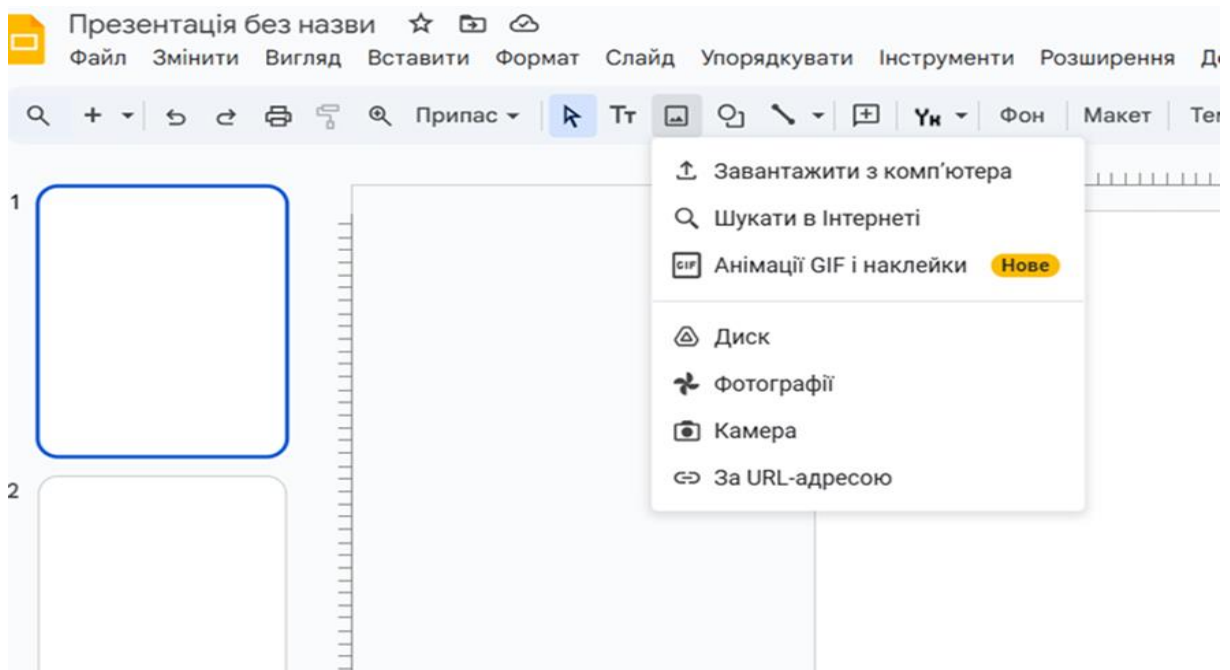 Презентація без назви
Файл Змінити Вигляд Вставити Формат Слайд Упорядкувати Інструменти Розширення
Припас Тт Фон Макет
Завантажити з комп'ютера
1
Шукати в Інтернеті
GIF Анімації GIF і наклейки Нове
Диск
Фотографії
Камера
За URL-адресою
2